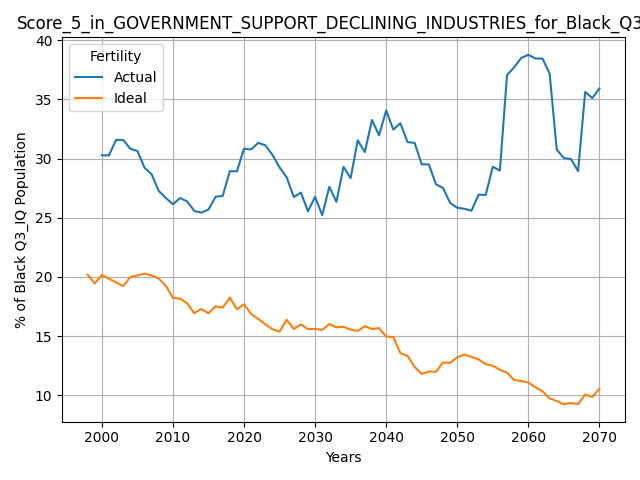 Score_5_in_GOVERNMENT_SUPPORT_DECLINING_INDUSTRIES_for_Black_Q3
Fertility
Actual
Ideal
% of Black Q3_IQ Population
40
35
30
25
20
15
10
2000 2010 2020 2030 2040 2050 2060 2070
Years